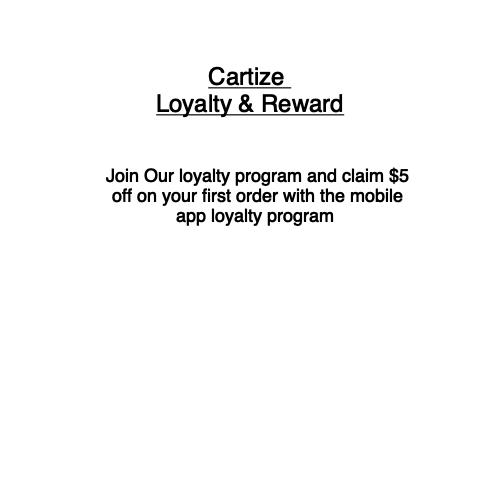 Cartize
Loyalty & Reward
Join Our loyalty program and claim $5
off on your first order with the mobile
app loyalty program